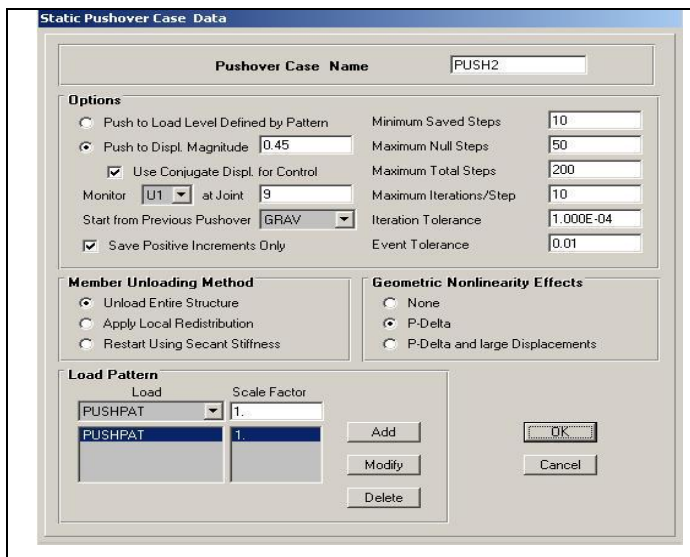 Static Pushover Case Data
Pushover Case Name PUSH2
Options
Push to Load Level Defined by Pattern
Push to Displ. Magnitude 0.45
Use Conjugate Displ. for Control
Monitor U1 at Joint 9
Start from Previous Pushover GRAV
Save Positive Increments Only
Minimum Saved Steps 10
Maximum Null Steps 50
Maximum Total Steps 200
Maximum Iterations/Step 10
Iteration Tolerance 1.000E-04
Event Tolerance 0.01
Member Unloading Method
Unload Entire Structure
Apply Local Redistribution
Restart Using Secant Stiffness
Geometric Nonlinearity Effects
None
P-Delta
P-Delta and large Displacements
Load Pattern
Load Scale Factor
PUSHPAT 1.
PUSHPAT 1.
Add
Modify
Delete
OK
Cancel